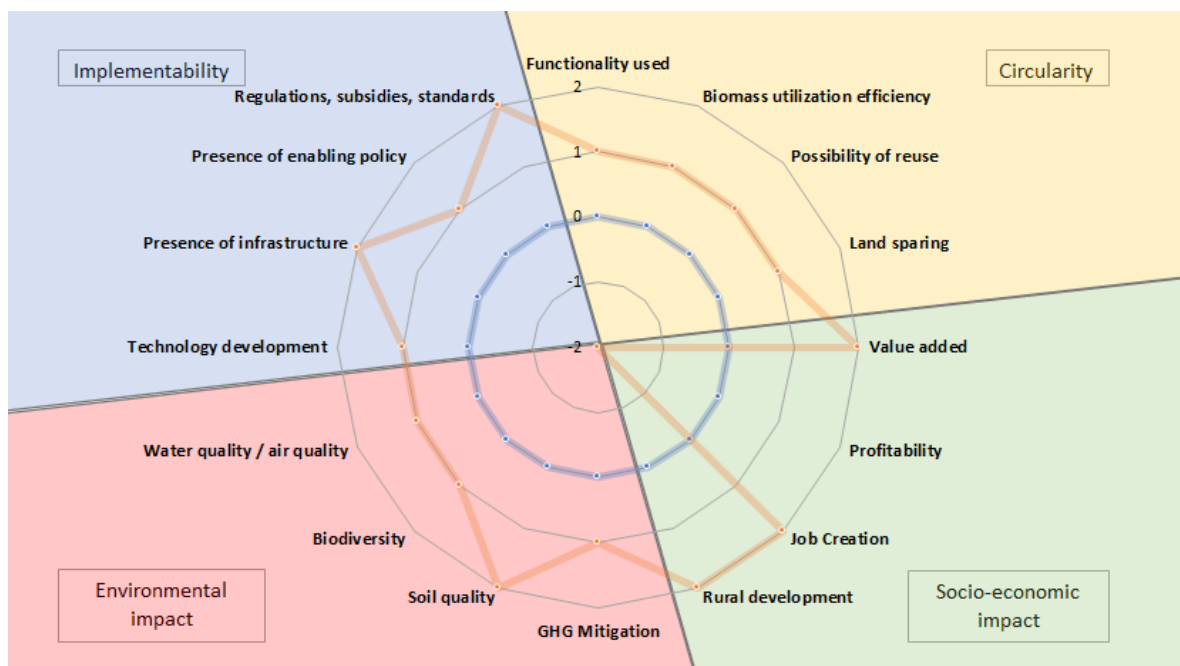 Implementability
Functionality used
Circularity
Regulations, subsidies, standards
2
Biomass utilization efficiency
Presence of enabling policy
1
Possibility of reuse
Presence of infrastructure
0
Land sparing
-1
Technology development
-2
Value added
Water quality / air quality
Profitability
Biodiversity
Job Creation
Environmental
impact
Soil quality
Rural development
Socio-economic
impact
GHG Mitigation